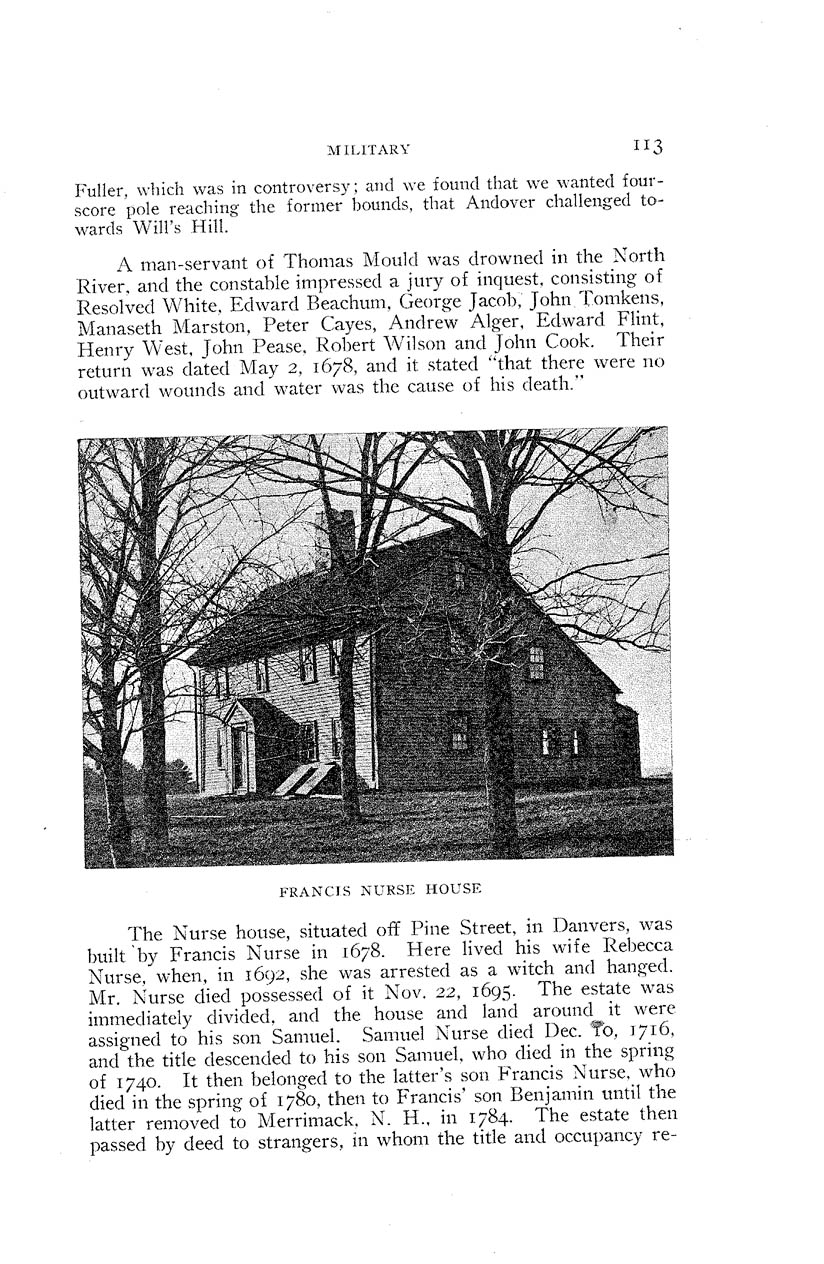 MILITARY 113
Fuller, which was in controversy; and we found that we wanted four-
score pole reaching the former bounds, that Andover challenged to-
wards Will's Hill.
A man-servant of Thomas Mould was drowned in the North
River, and the constable impressed a jury of inquest, consisting of
Resolved White, Edward Beachum, George Jacob, John Tomkens,
Manaseth Marston, Peter Cayes, Andrew Alger, Edward Flint,
Henry West, John Pease, Robert Wilson and John Cook. Their
return was dated May 2, 1678, and it stated "that there were no
outward wounds and water was the cause of his death."
FRANCIS NURSE HOUSE
The Nurse house, situated off Pine Street, in Danvers, was
built by Francis Nurse in 1678. Here lived his wife Rebecca
Nurse, when, in 1692, she was arrested as a witch and hanged.
Mr. Nurse died possessed of it Nov. 22, 1695. The estate was
immediately divided, and the house and land around it were
assigned to his son Samuel. Samuel Nurse died Dec. 10, 1716,
and the title descended to his son Samuel, who died in the spring
of 1740. It then belonged to the latter's son Francis Nurse, who
died in the spring of 1780, then to Francis' son Benjamin until the
latter removed to Merrimack, N. H., in 1784. The estate then
passed by deed to strangers, in whom the title and occupancy re-